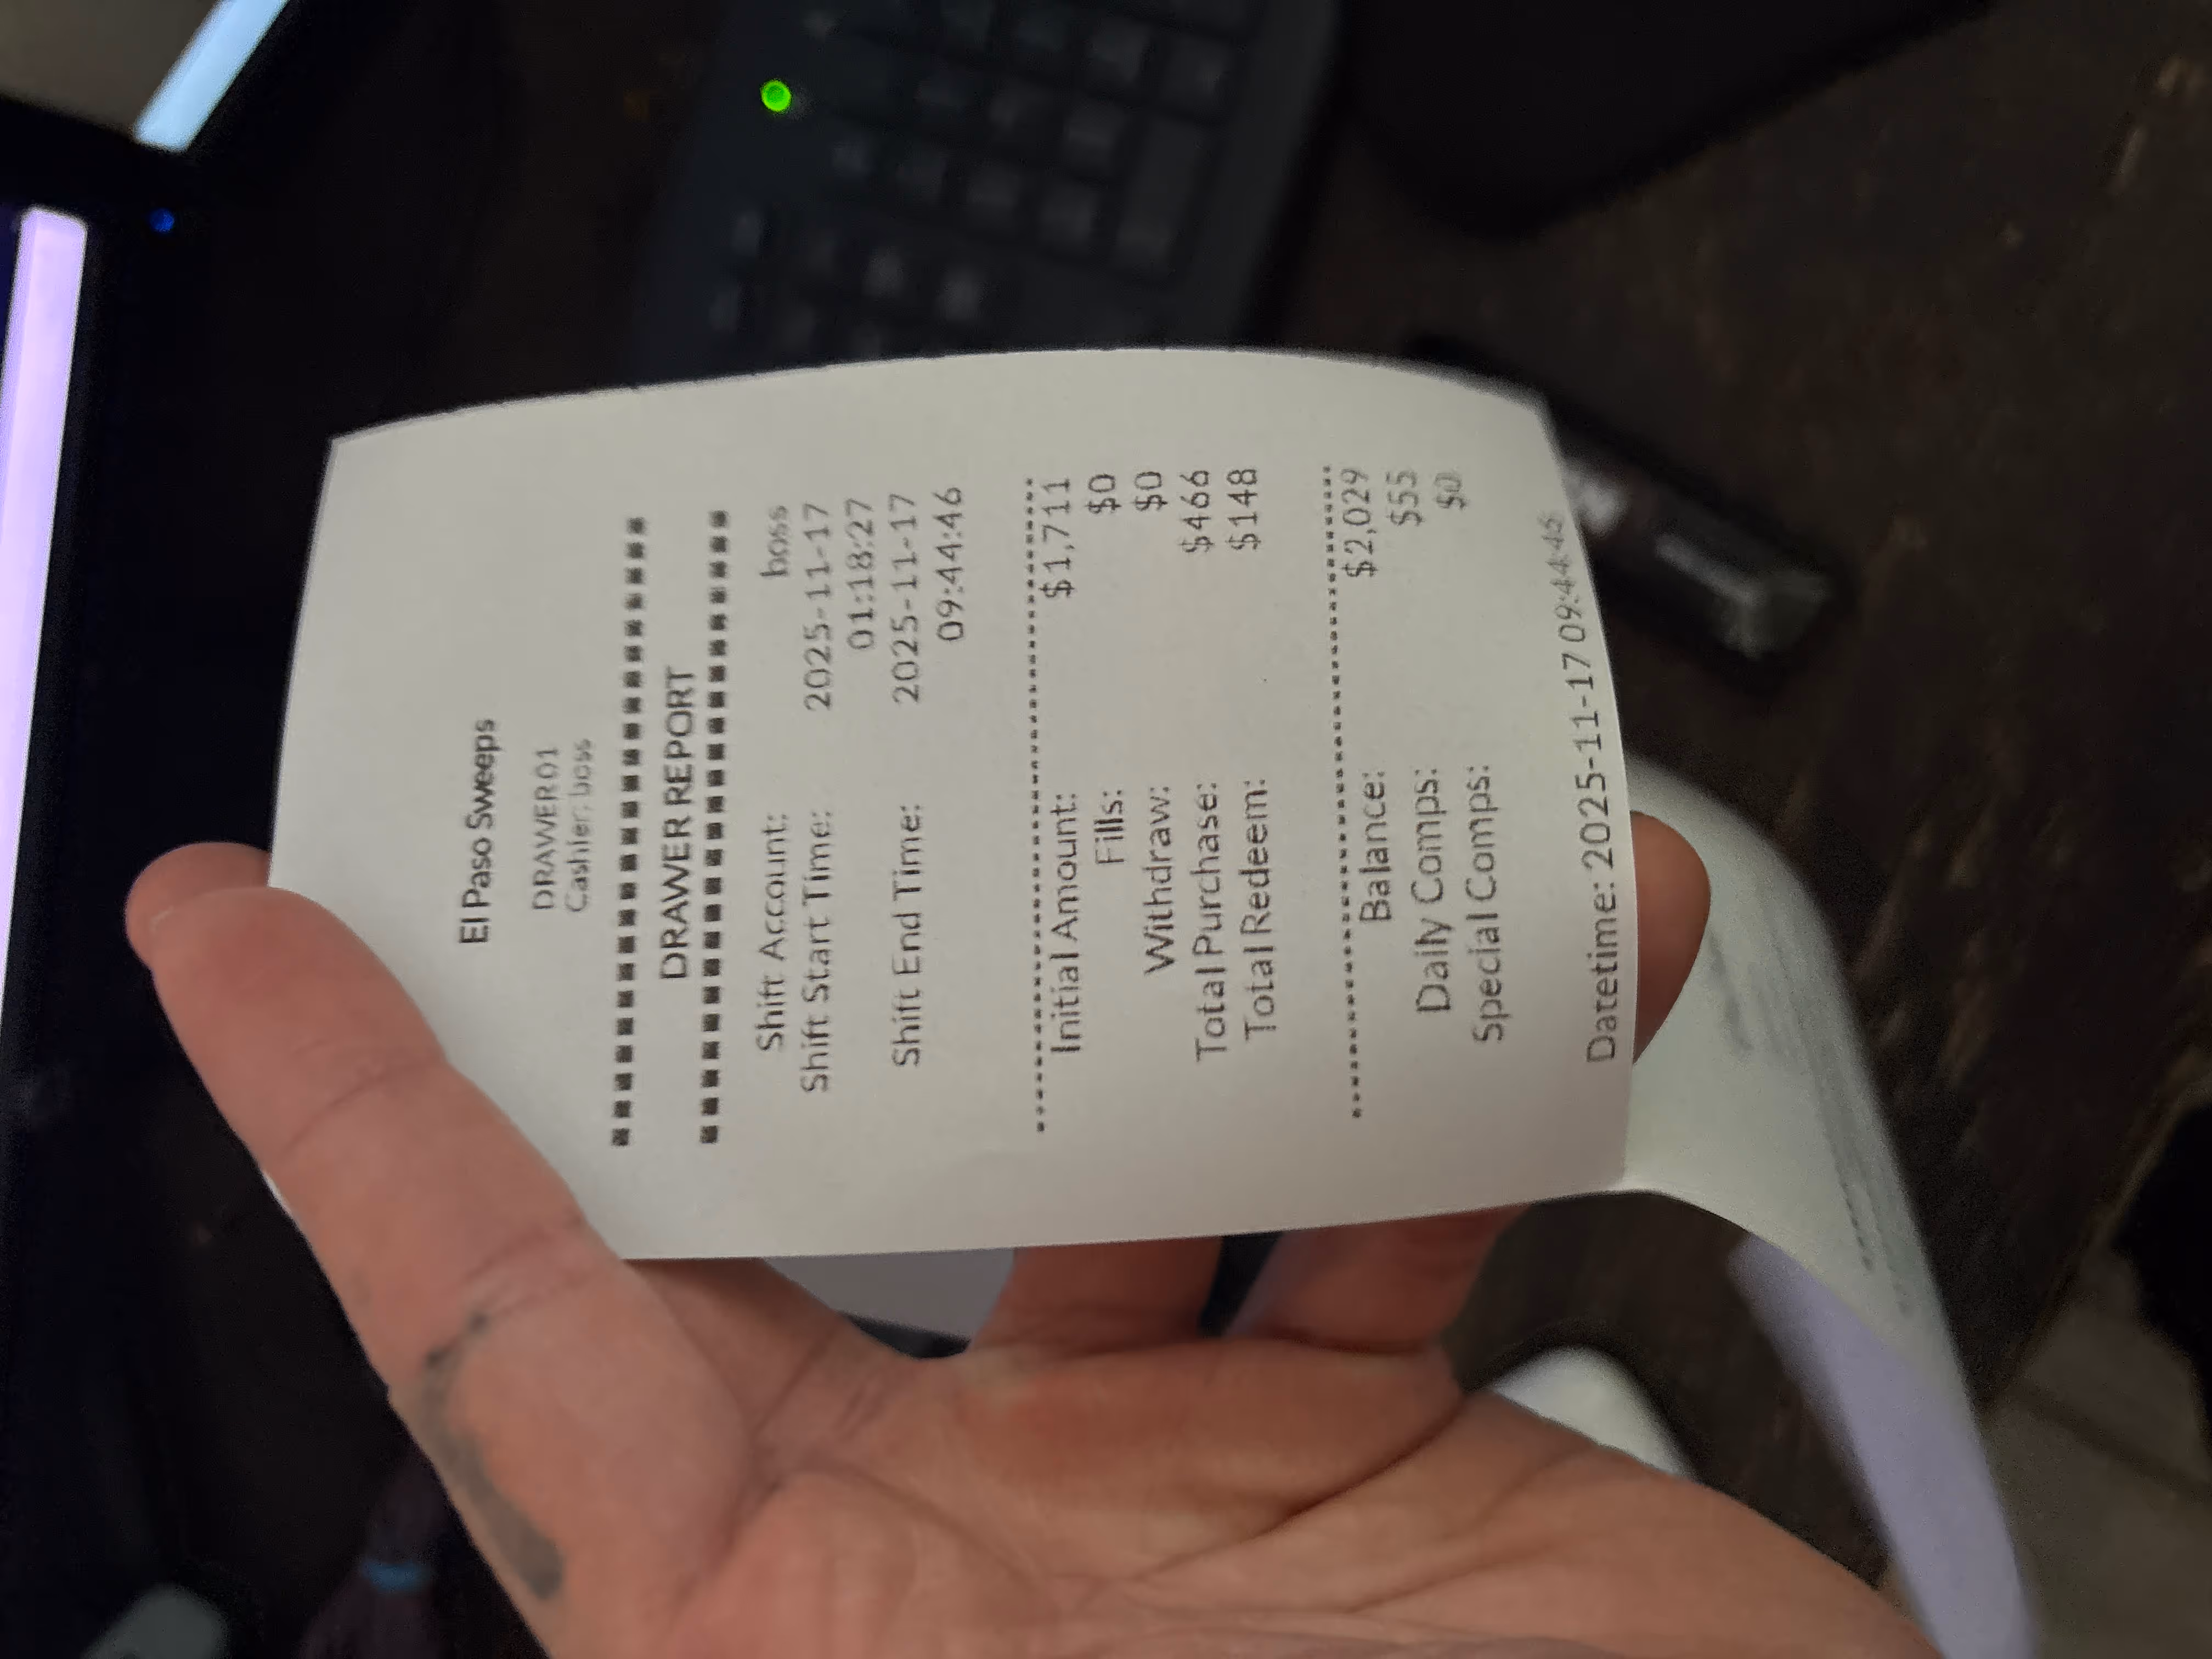 El Paso Sweeps
DRAWER01
Cashier: boss
DRAWER REPORT
Shift Account: boss
Shift Start Time: 2025-11-17
01:18:27
Shift End Time: 2025-11-17
09:44:46
Initial Amount: $1,711
Fills: $0
Withdraw: $0
Total Purchase: $466
Total Redeem: $148
Balance: $2,029
Daily Comps: $55
Special Comps: $0
Datetime: 2025-11-17 09:44:46